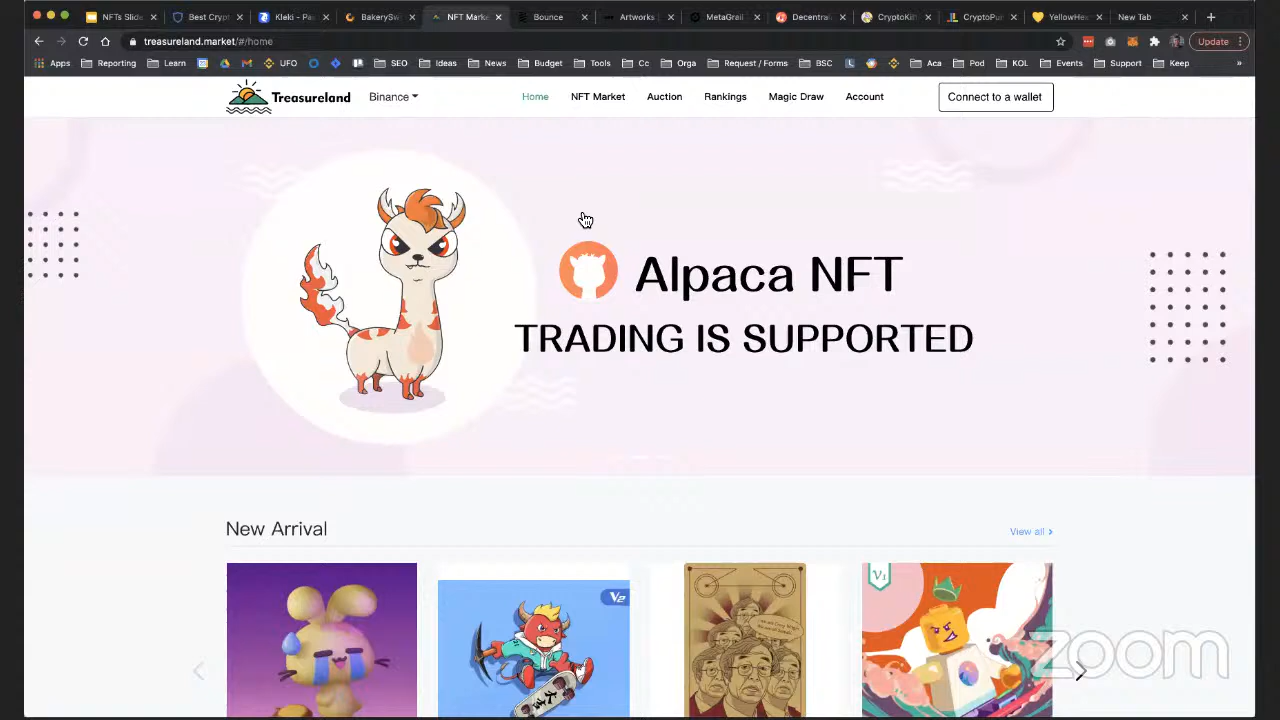 NFTs Slide
Best Crypt
Kleki - Pa
BakerySw
NFT Mark
Bounce
Artworks |
MetaGrail
Decentral
CryptoKit
CryptoPun
YellowHea
New Tab
treasureland.market/#/home
Update
Apps
Reporting
Learn
UFO
SEO
Ideas
News
Budget
Tools
Cc
Orga
Request / Forms
BSC
Aca
Pod
KOL
Events
Support
Keep
»
Treasureland
Binance
Home
NFT Market
Auction
Rankings
Magic Draw
Account
Connect to a wallet
Alpaca NFT
TRADING IS SUPPORTED
New Arrival
View all
V2
V1
zoom